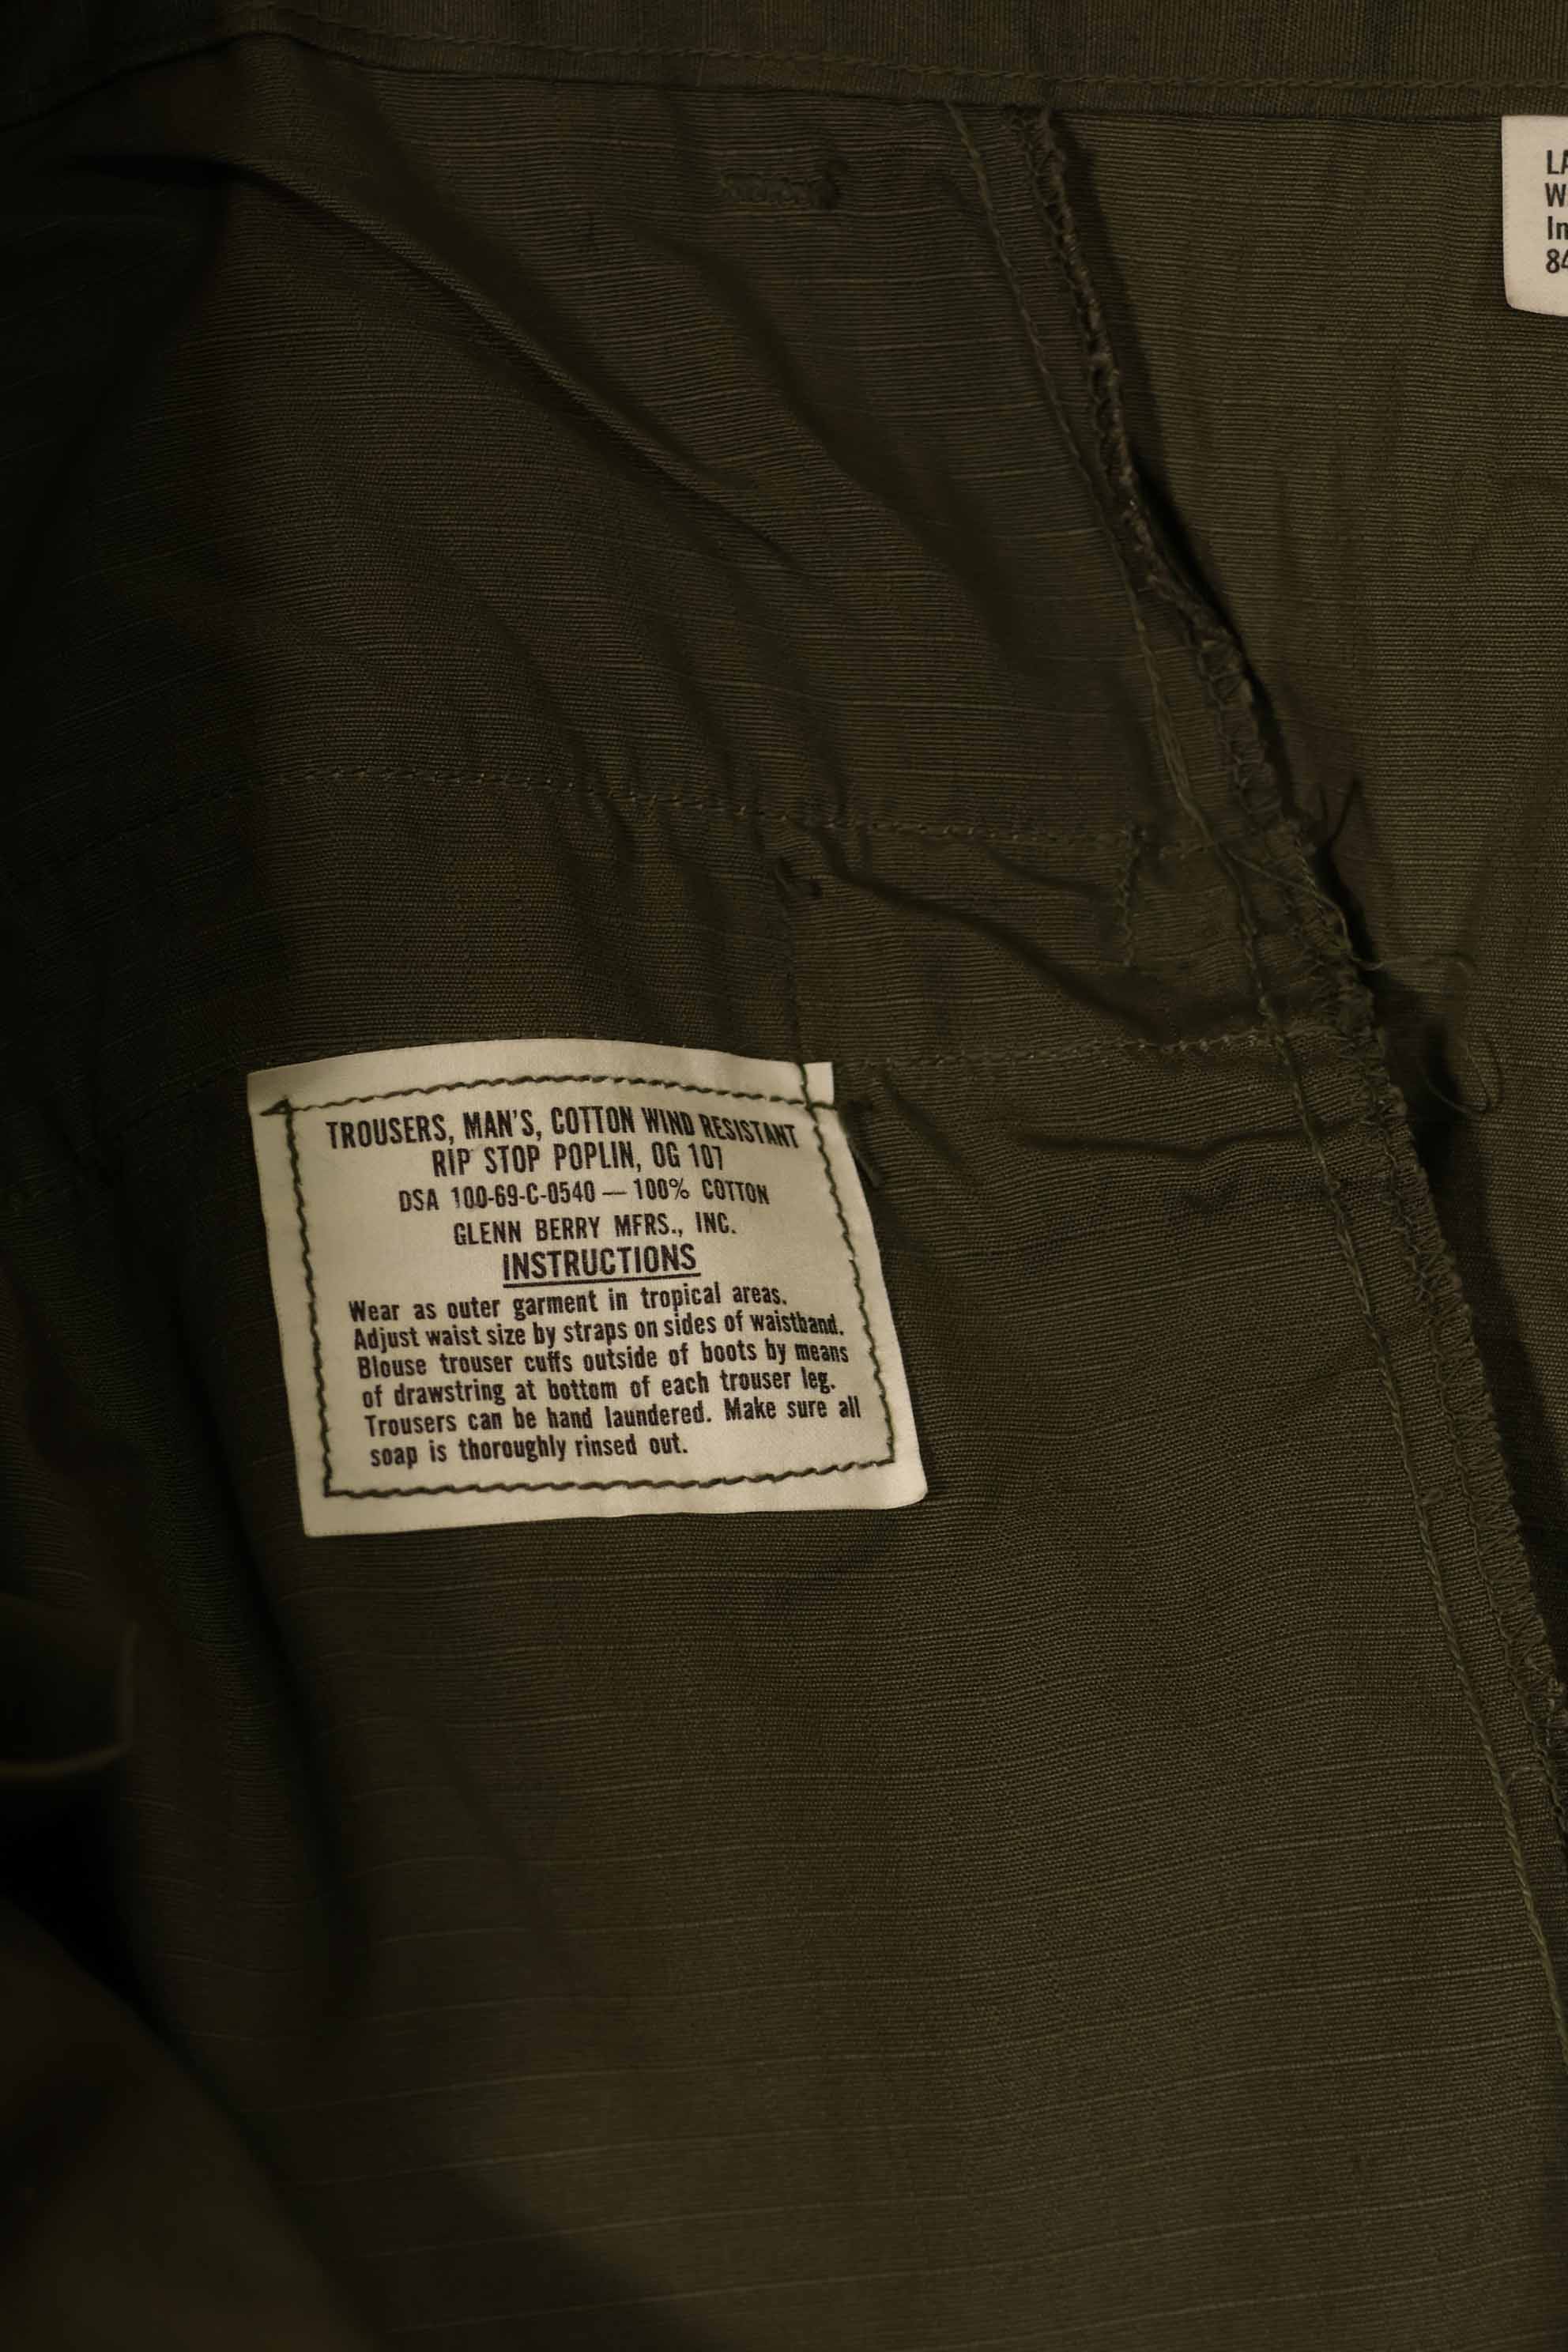 TROUSERS, MAN'S, COTTON WIND RESISTANT
RIP STOP POPLIN, OG 107
DSA 100-69-C-0540 — 100% COTTON
GLENN BERRY MFRS., INC.
INSTRUCTIONS
Wear as outer garment in tropical areas.
Adjust waist size by straps on sides of waistband.
Blouse trouser cuffs outside of boots by means
of drawstring at bottom of each trouser leg.
Trousers can be hand laundered. Make sure all
soap is thoroughly rinsed out.